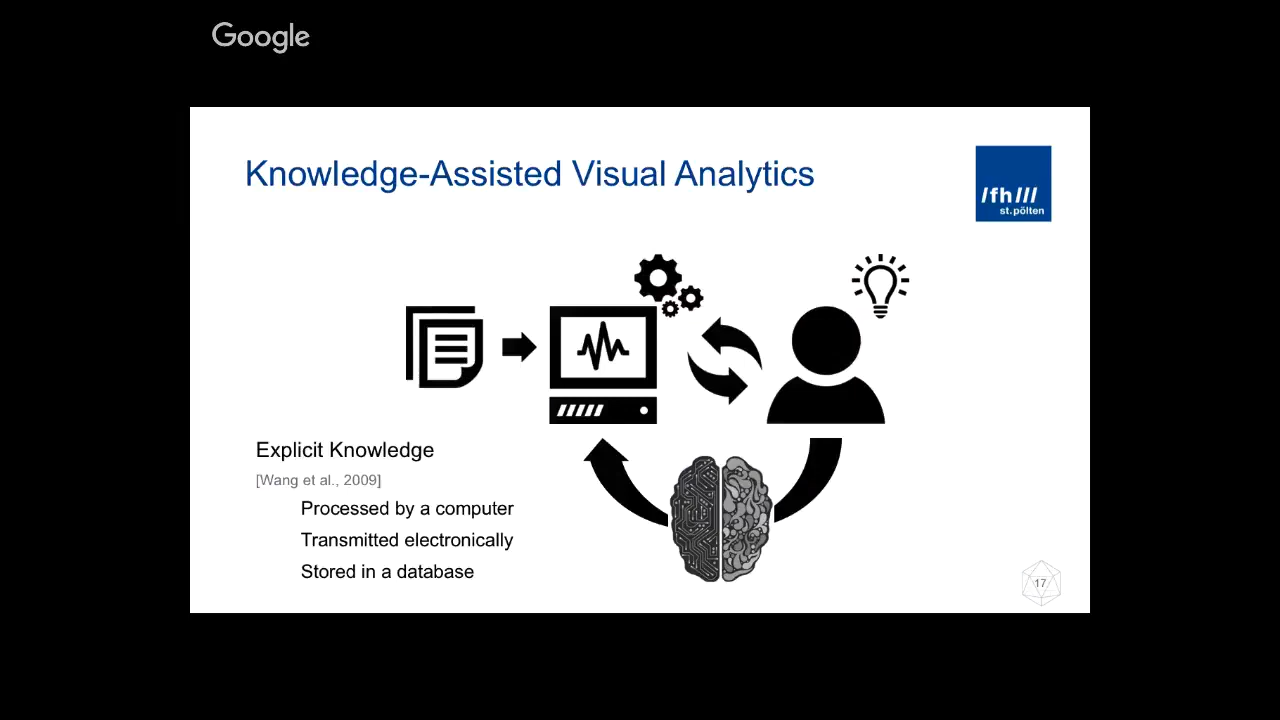 Google
Knowledge-Assisted Visual Analytics
/fh///
st.pölten
Explicit Knowledge
[Wang et al., 2009]
Processed by a computer
Transmitted electronically
Stored in a database
17